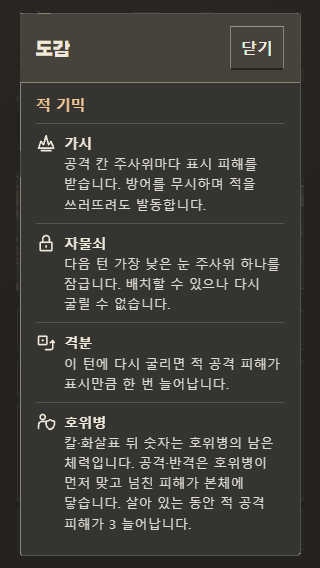 도감
닫기
적 기믹
가시
공격 칸 주사위마다 표시 피해를
받습니다. 방어를 무시하며 적을
쓰러뜨려도 발동합니다.
자물쇠
다음 턴 가장 낮은 눈 주사위 하나를
잠급니다. 배치할 수 있으나 다시
굴릴 수 없습니다.
격분
이 턴에 다시 굴리면 적 공격 피해가
표시만큼 한 번 늘어납니다.
호위병
칼·화살표 뒤 숫자는 호위병의 남은
체력입니다. 공격·반격은 호위병이
먼저 맞고 넘친 피해가 본체에
닿습니다. 살아 있는 동안 적 공격
피해가 3 늘어납니다.